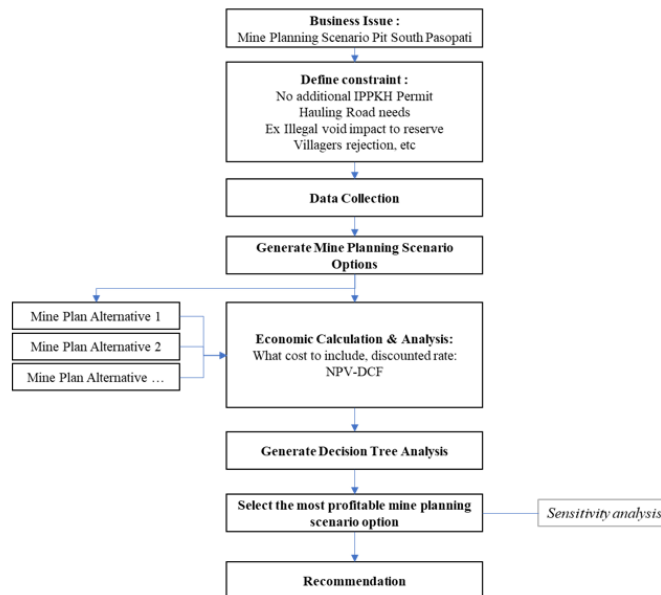 Business Issue :
Mine Planning Scenario Pit South Pasopati
Define constraint :
No additional IPPKH Permit
Hauling Road needs
Ex Illegal void impact to reserve
Villagers rejection, etc
Data Collection
Generate Mine Planning Scenario
Options
Mine Plan Alternative 1
Mine Plan Alternative 2
Mine Plan Alternative …
Economic Calculation & Analysis:
What cost to include, discounted rate:
NPV-DCF
Generate Decision Tree Analysis
Select the most profitable mine planning
scenario option
Sensitivity analysis
Recommendation